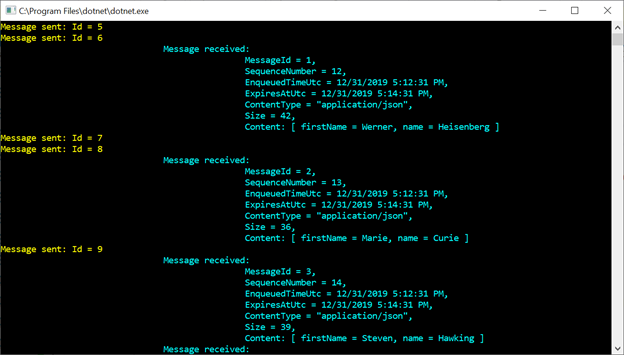 C:\Program Files\dotnet\dotnet.exe
Message sent: Id = 5
Message sent: Id = 6
Message received:
MessageId = 1,
SequenceNumber = 12,
EnqueuedTimeUtc = 12/31/2019 5:12:31 PM,
ExpiresAtUtc = 12/31/2019 5:14:31 PM,
ContentType = "application/json",
Size = 42,
Content: [ firstName = Werner, name = Heisenberg ]
Message sent: Id = 7
Message sent: Id = 8
Message received:
MessageId = 2,
SequenceNumber = 13,
EnqueuedTimeUtc = 12/31/2019 5:12:31 PM,
ExpiresAtUtc = 12/31/2019 5:14:31 PM,
ContentType = "application/json",
Size = 36,
Content: [ firstName = Marie, name = Curie ]
Message sent: Id = 9
Message received:
MessageId = 3,
SequenceNumber = 14,
EnqueuedTimeUtc = 12/31/2019 5:12:31 PM,
ExpiresAtUtc = 12/31/2019 5:14:31 PM,
ContentType = "application/json",
Size = 39,
Content: [ firstName = Steven, name = Hawking ]
Message received: